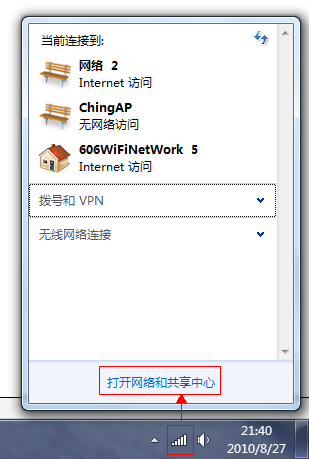 当前连接到:
网络 2
Internet 访问
ChingAP
无网络访问
606WiFiNetWork 5
Internet 访问
拨号和 VPN
无线网络连接
打开网络和共享中心
21:40
2010/8/27